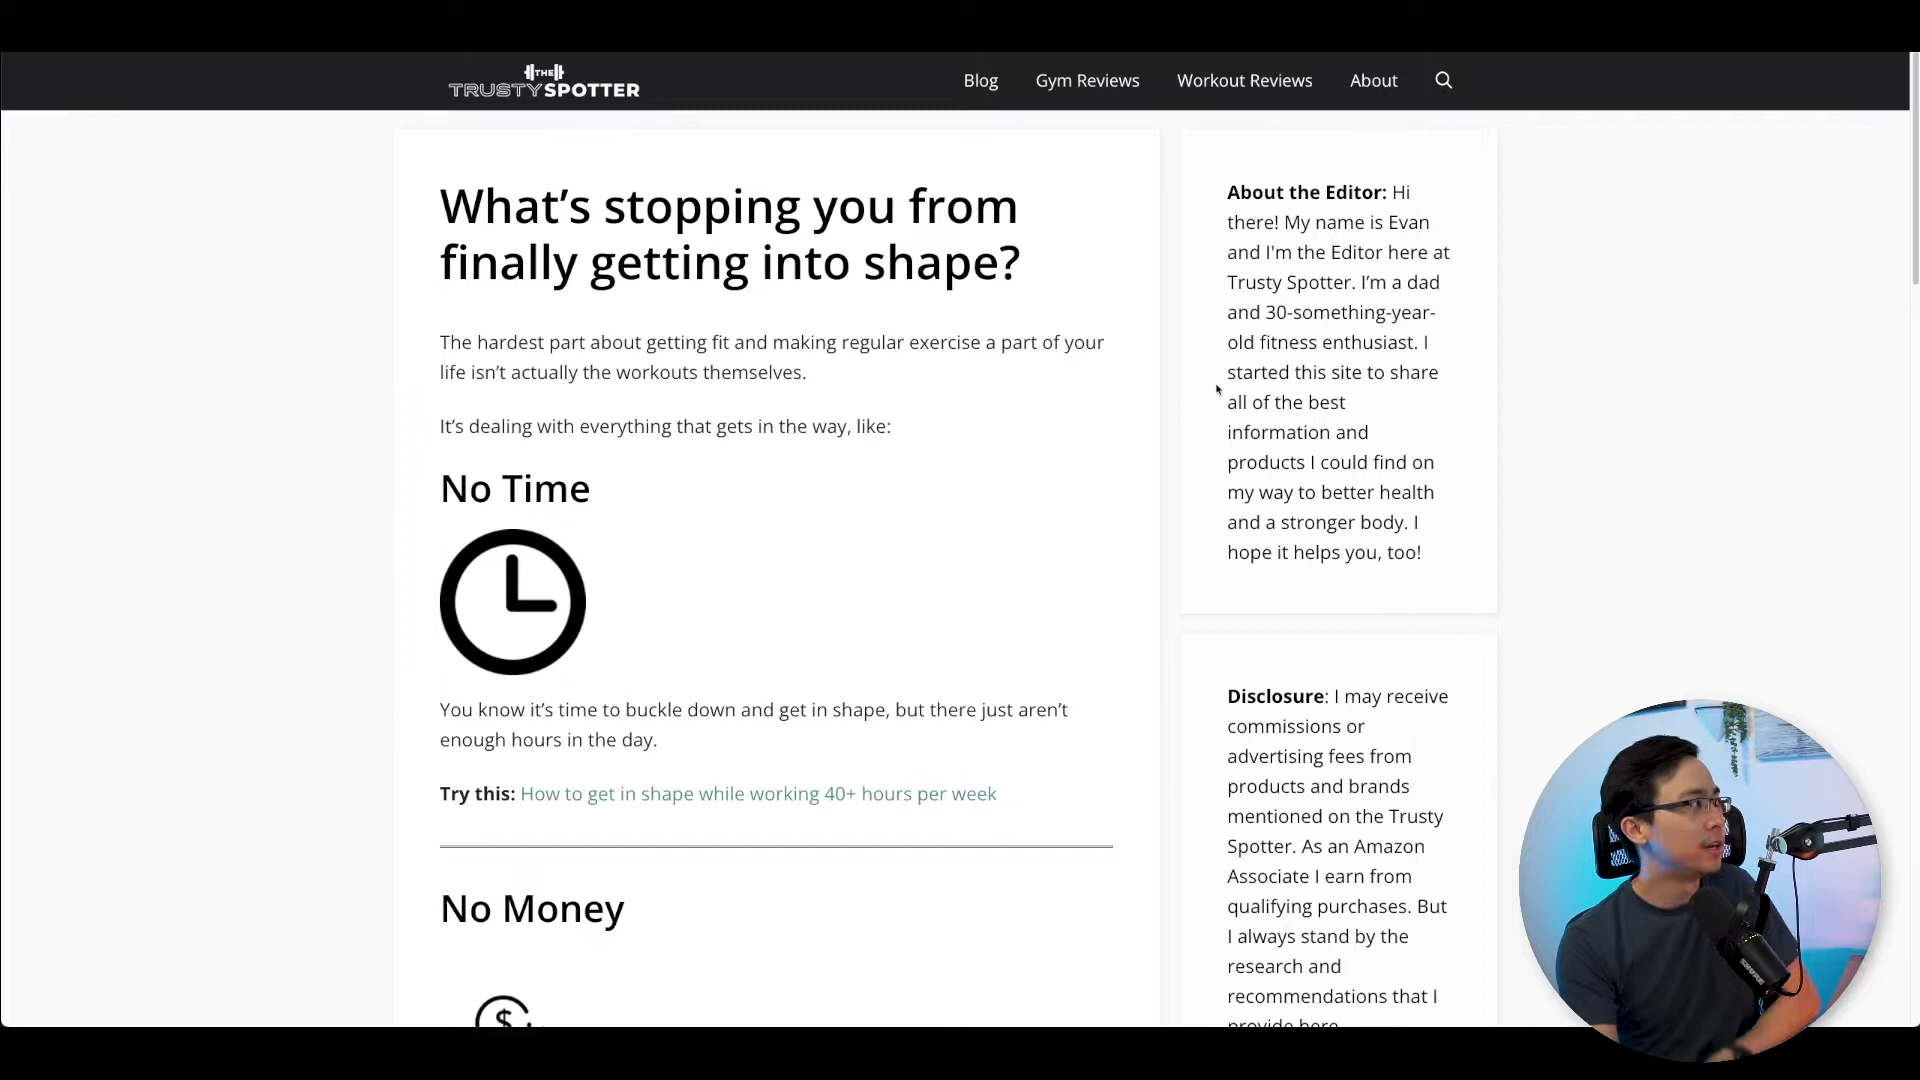 THE
TRUSTYSPOTTER
Blog
Gym Reviews
Workout Reviews
About
What’s stopping you from
finally getting into shape?
The hardest part about getting fit and making regular exercise a part of your
life isn’t actually the workouts themselves.
It’s dealing with everything that gets in the way, like:
No Time
You know it’s time to buckle down and get in shape, but there just aren’t
enough hours in the day.
Try this: How to get in shape while working 40+ hours per week
No Money
$
About the Editor: Hi
there! My name is Evan
and I'm the Editor here at
Trusty Spotter. I’m a dad
and 30-something-year-
old fitness enthusiast. I
started this site to share
all of the best
information and
products I could find on
my way to better health
and a stronger body. I
hope it helps you, too!
Disclosure: I may receive
commissions or
advertising fees from
products and brands
mentioned on the Trusty
Spotter. As an Amazon
Associate I earn from
qualifying purchases. But
I always stand by the
research and
recommendations that I
provide here.
SHURE